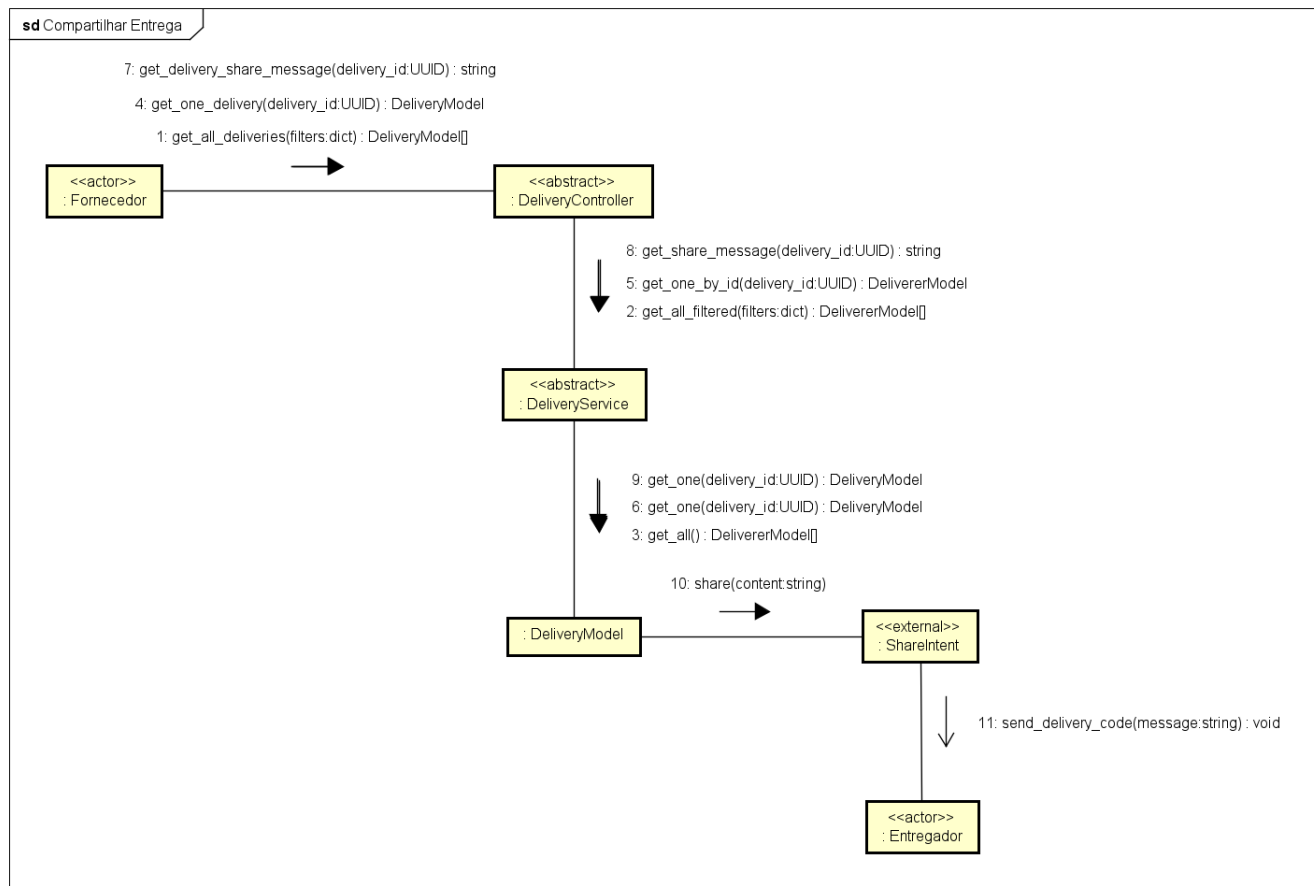 sd Compartilhar Entrega
7: get_delivery_share_message(delivery_id:UUID) : string
4: get_one_delivery(delivery_id:UUID) : DeliveryModel
1: get_all_deliveries(filters:dict) : DeliveryModel[]
<<actor>>
: Fornecedor
<<abstract>>
: DeliveryController
8: get_share_message(delivery_id:UUID) : string
5: get_one_by_id(delivery_id:UUID) : DelivererModel
2: get_all_filtered(filters:dict) : DelivererModel[]
<<abstract>>
: DeliveryService
9: get_one(delivery_id:UUID) : DeliveryModel
6: get_one(delivery_id:UUID) : DeliveryModel
3: get_all() : DelivererModel[]
10: share(content:string)
: DeliveryModel
<<external>>
: ShareIntent
11: send_delivery_code(message:string) : void
<<actor>>
: Entregador